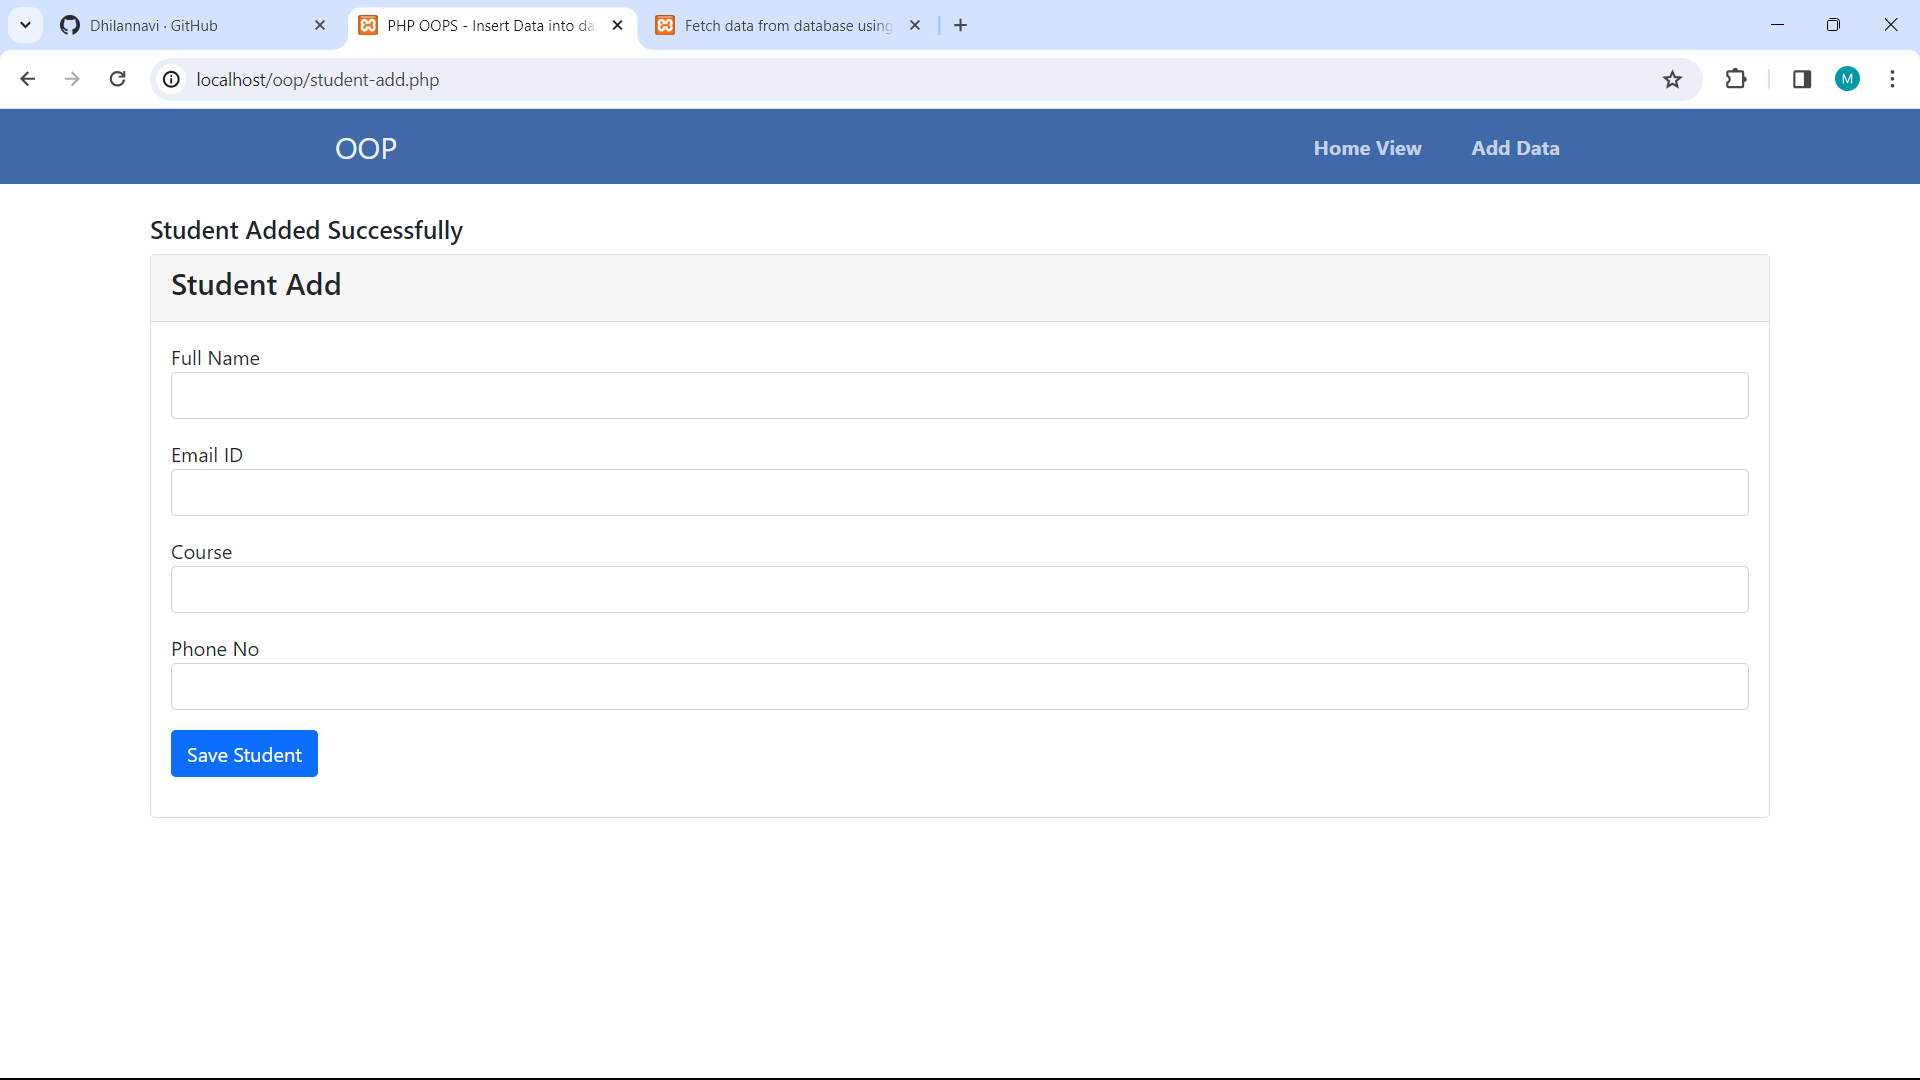 Dhilannavi · GitHub
PHP OOPS - Insert Data into da
Fetch data from database using
localhost/oop/student-add.php
M
OOP
Home View
Add Data
Student Added Successfully
Student Add
Full Name
Email ID
Course
Phone No
Save Student